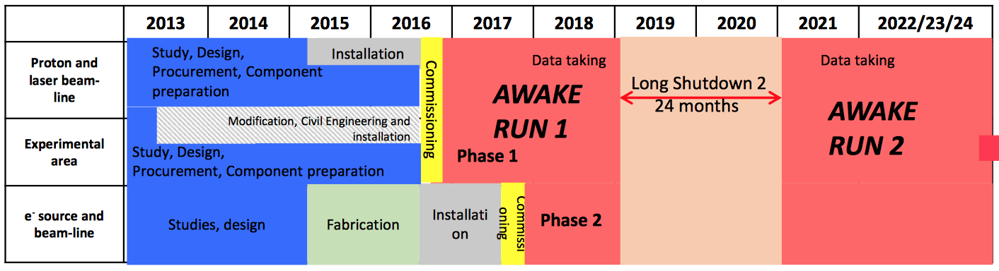 2013 2014 2015 2016 2017 2018 2019 2020 2021 2022/23/24
Proton and
laser beam-
line
Study, Design,
Procurement, Component
preparation
Installation
Commissioning
Data taking
AWAKE
RUN 1
Phase 1
Long Shutdown 2
24 months
Data taking
AWAKE
RUN 2
Experimental
area
Modification, Civil Engineering and
installation
Study, Design,
Procurement, Component preparation
e- source and
beam-line
Studies, design
Fabrication
Installati
on
Commissi
oning
Phase 2